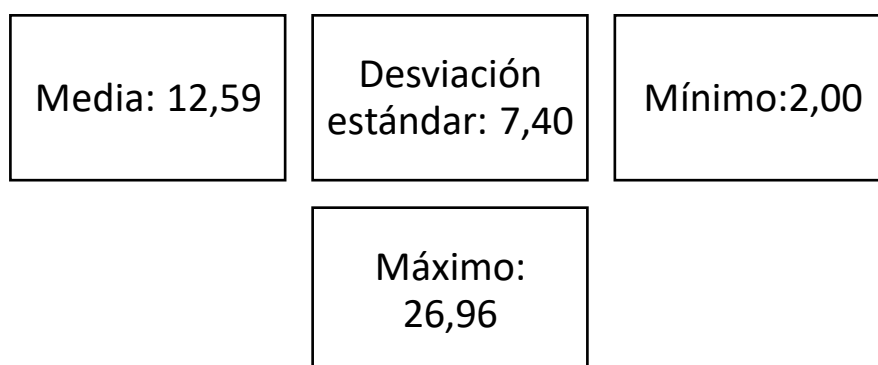 Media: 12,59
Desviación
estándar: 7,40
Mínimo:2,00
Máximo:
26,96